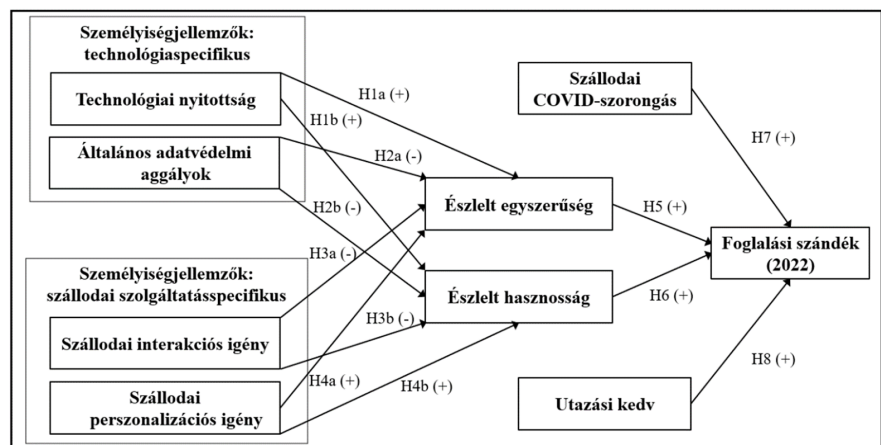 Személyiségjellemzők:
technológiaspecifikus
Technológiai nyitottság
Általános adatvédelmi
aggályok
Személyiségjellemzők:
szállodai szolgáltatásspecifikus
Szállodai interakciós igény
Szállodai
perszonalizációs igény
H1a (+)
H1b (+)
H2a (-)
H2b (-)
H3a (-)
H3b (-)
H4a (+)
H4b (+)
Észlelt egyszerűség
Észlelt hasznosság
Szállodai
COVID-szorongás
H7 (+)
H5 (+)
H6 (+)
H8 (+)
Foglalási szándék
(2022)
Utazási kedv